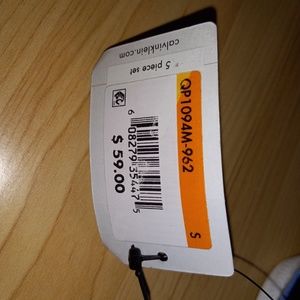 calvinklein.com
5 piece set
QP1094M-962
S
6 08279 35447 5
$ 59.00